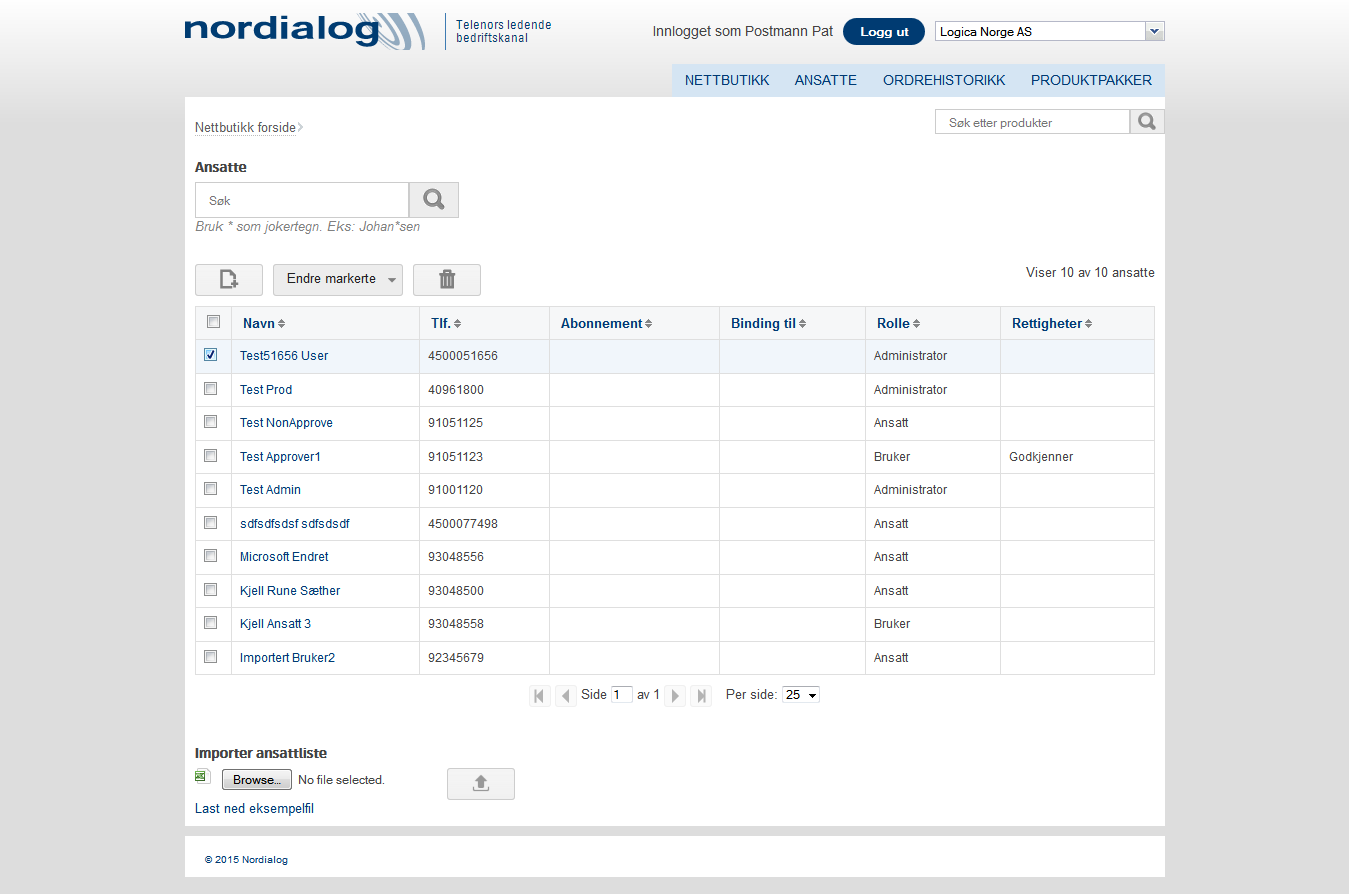 nordialog
Telenors ledende
bedriftskanal
Innlogget som Postmann Pat
Logg ut
Logica Norge AS
NETTBUTIKK ANSATTE ORDREHISTORIKK PRODUKTPAKKER
Nettbutikk forside
Søk etter produkter
Ansatte
Søk
Bruk * som jokertegn. Eks: Johan*sen
Endre markerte
Viser 10 av 10 ansatte
Navn Tlf. Abonnement Binding til Rolle Rettigheter
Test51656 User 4500051656 Administrator
Test Prod 40961800 Administrator
Test NonApprove 91051125 Ansatt
Test Approver1 91051123 Bruker Godkjenner
Test Admin 91001120 Administrator
sdfsdfsdsf sdfsdsdf 4500077498 Ansatt
Microsoft Endret 93048556 Ansatt
Kjell Rune Sæther 93048500 Ansatt
Kjell Ansatt 3 93048558 Bruker
Importert Bruker2 92345679 Ansatt
Side 1 av 1 Per side: 25
Importer ansattliste
Browse... No file selected.
Last ned eksempelfil
© 2015 Nordialog